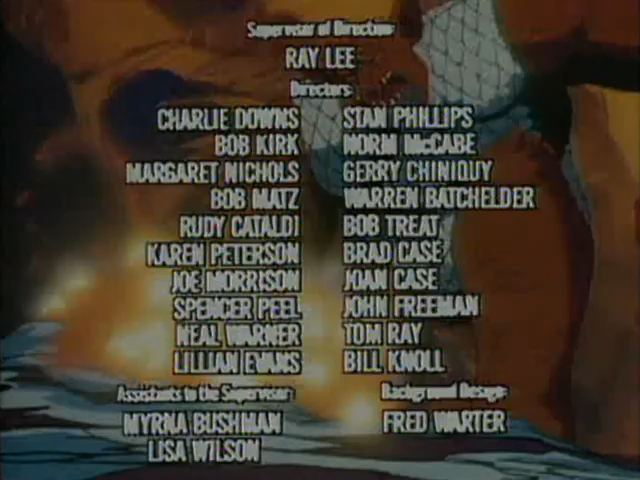 Supervisor of Direction
RAY LEE
Directors
CHARLIE DOWNS STAN PHILLIPS
BOB KIRK NORM McCABE
MARGARET NICHOLS GERRY CHINIQUY
BOB MATZ WARREN BATCHELDER
RUDY CATALDI BOB TREAT
KAREN PETERSON BRAD CASE
JOE MORRISON JOAN CASE
SPENCER PEEL JOHN FREEMAN
NEAL WARNER TOM RAY
LILLIAN EVANS BILL KNOLL
Assistants to the Supervisor Background Design
MYRNA BUSHMAN FRED WARTER
LISA WILSON